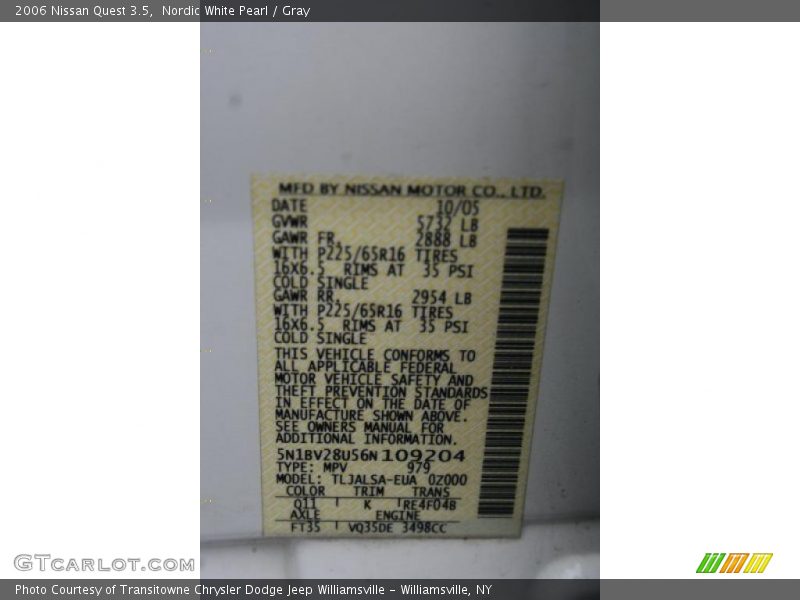 2006 Nissan Quest 3.5,  Nordic White Pearl / Gray
MFD BY NISSAN MOTOR CO., LTD.
DATE 10/05
GVWR 5732 LB
GAWR FR. 2888 LB
WITH P225/65R16 TIRES
16X6.5 RIMS AT 35 PSI
COLD SINGLE
GAWR RR. 2954 LB
WITH P225/65R16 TIRES
16X6.5 RIMS AT 35 PSI
COLD SINGLE
THIS VEHICLE CONFORMS TO
ALL APPLICABLE FEDERAL
MOTOR VEHICLE SAFETY AND
THEFT PREVENTION STANDARDS
IN EFFECT ON THE DATE OF
MANUFACTURE SHOWN ABOVE.
SEE OWNERS MANUAL FOR
ADDITIONAL INFORMATION.
5N1BV28U56N109204
TYPE: MPV 979
MODEL: TLJALSA-EUA 0Z000
COLOR TRIM TRANS
Q11 K RE4F04B
AXLE ENGINE
FT35 VQ35DE 3498CC
GTCARLOT.COM
Photo Courtesy of Transitowne Chrysler Dodge Jeep Williamsville - Williamsville, NY